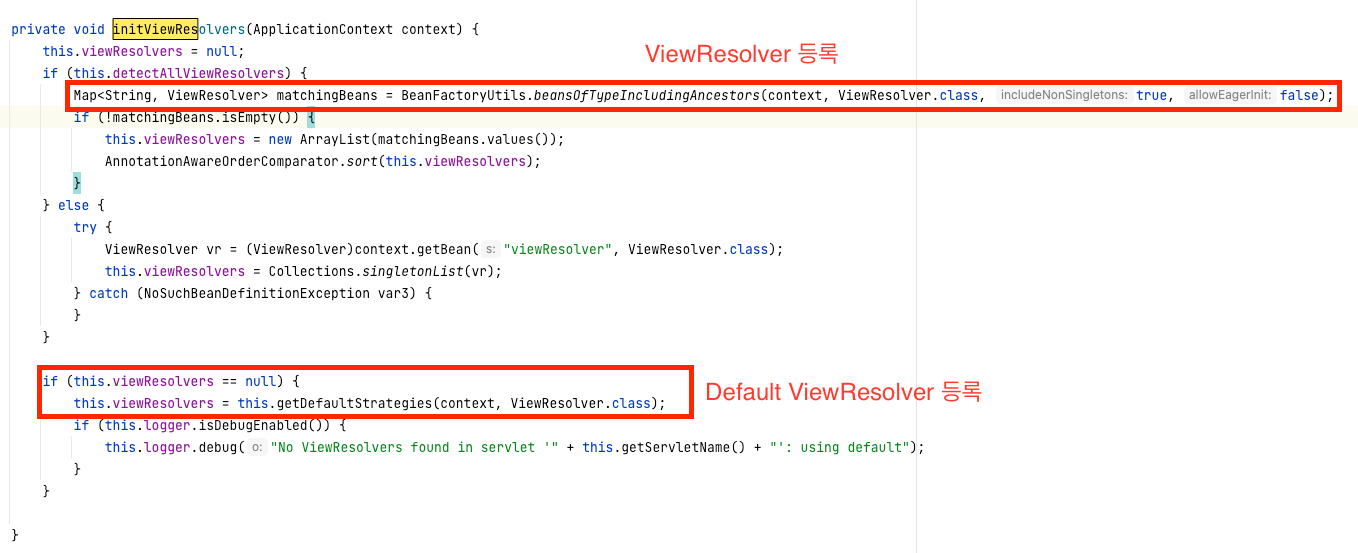 private void initViewResolvers(ApplicationContext context) {
this.viewResolvers = null;
ViewResolver 등록
if (this.detectAllViewResolvers) {
Map<String, ViewResolver> matchingBeans = BeanFactoryUtils.beansOfTypeIncludingAncestors(context, ViewResolver.class, includeNonSingletons: true, allowEagerInit: false);
if (!matchingBeans.isEmpty()) {
this.viewResolvers = new ArrayList(matchingBeans.values());
AnnotationAwareOrderComparator.sort(this.viewResolvers);
}
} else {
try {
ViewResolver vr = (ViewResolver)context.getBean( s: "viewResolver", ViewResolver.class);
this.viewResolvers = Collections.singletonList(vr);
} catch (NoSuchBeanDefinitionException var3) {
}
}
if (this.viewResolvers == null) {
Default ViewResolver 등록
this.viewResolvers = this.getDefaultStrategies(context, ViewResolver.class);
if (this.logger.isDebugEnabled()) {
this.logger.debug( o: "No ViewResolvers found in servlet '" + this.getServletName() + "': using default");
}
}
}